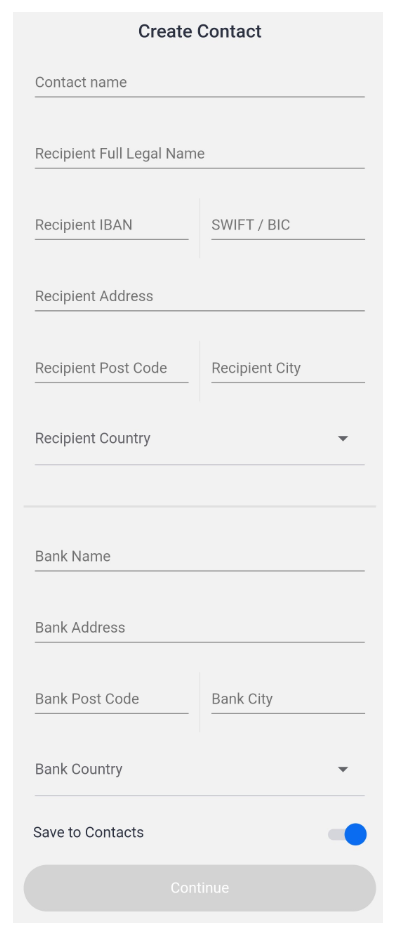 Create Contact
Contact name
Recipient Full Legal Name
Recipient IBAN SWIFT / BIC
Recipient Address
Recipient Post Code Recipient City
Recipient Country
Bank Name
Bank Address
Bank Post Code Bank City
Bank Country
Save to Contacts
Continue